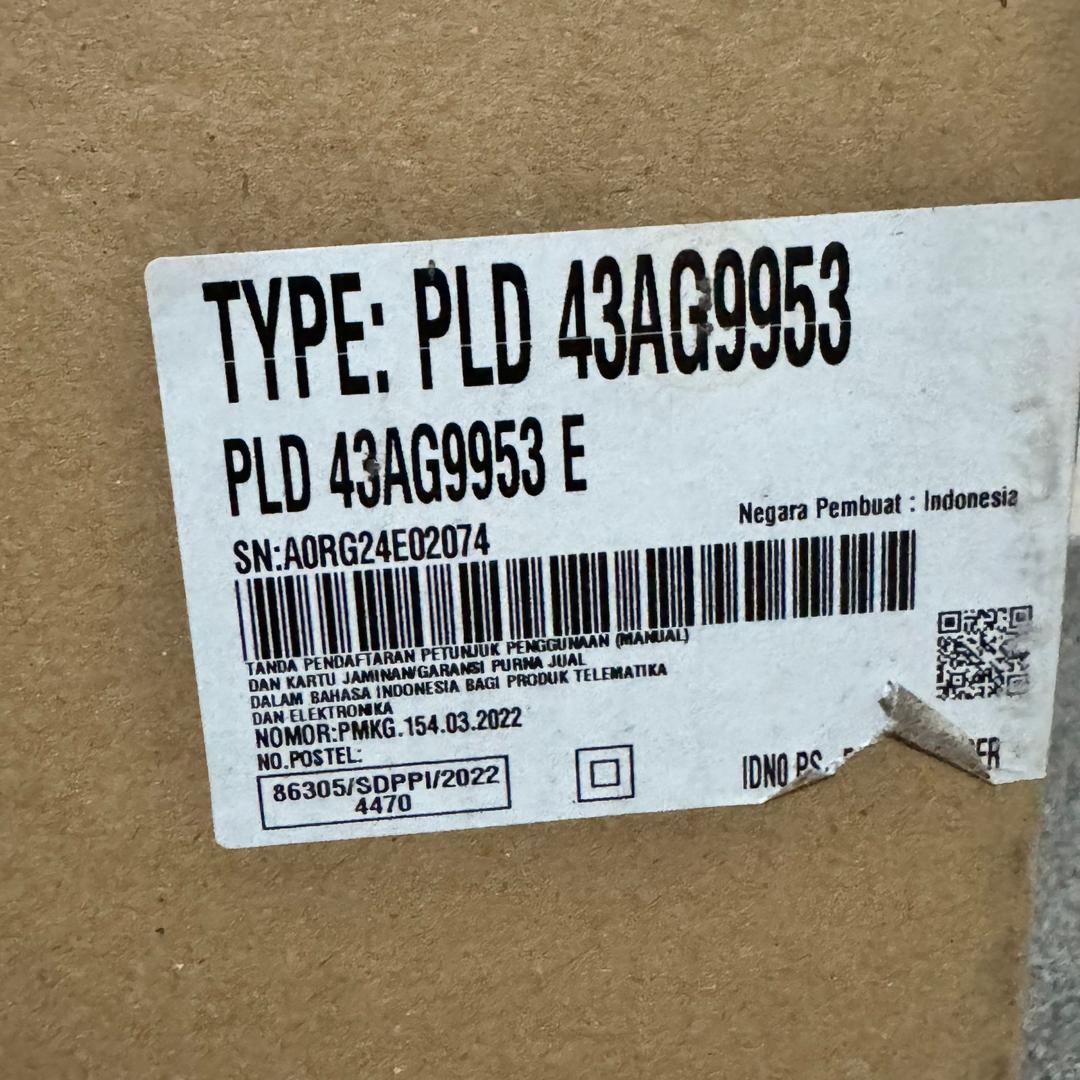 TYPE: PLD 43AG9953
PLD 43AG9953 E
Negara Pembuat : Indonesia
SN:A0RG24E02074
TANDA PENDAFTARAN PETUNJUK PENGGUNAAN (MANUAL)
DAN KARTU JAMINAN/GARANSI PURNA JUAL
DALAM BAHASA INDONESIA BAGI PRODUK TELEMATIKA
DAN ELEKTRONIKA
NOMOR:PMKG.154.03.2022
NO.POSTEL:
86305/SDPPI/2022
4470
IDNO